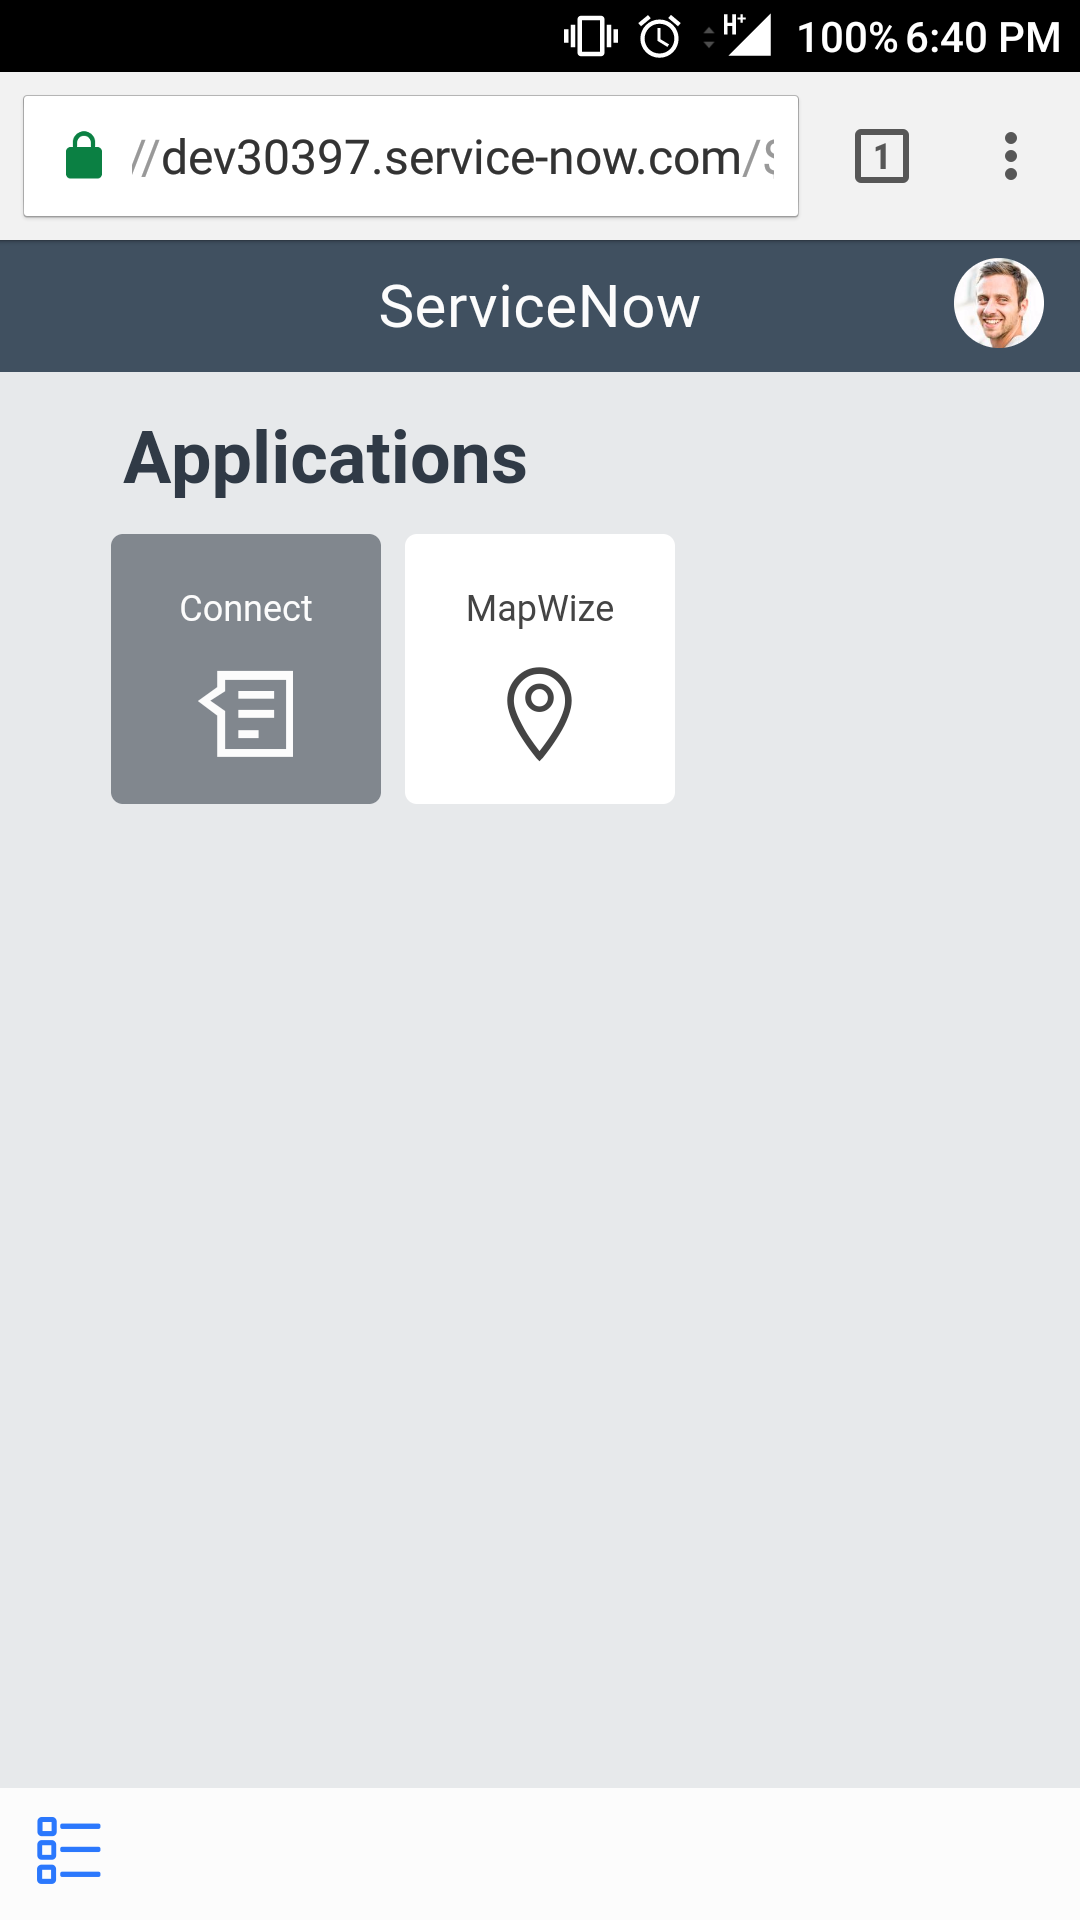 H+ 100% 6:40 PM
//dev30397.service-now.com/
1
ServiceNow
Applications
Connect
MapWize